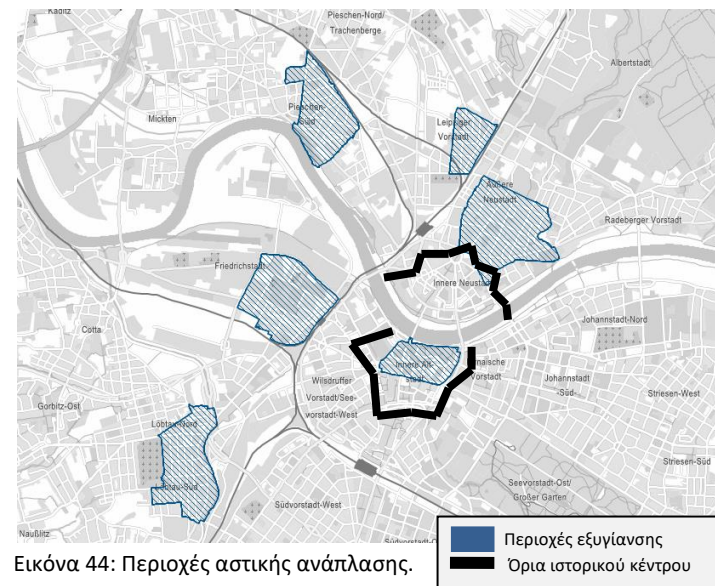 Kaditz
Pieschen-Nord/
Trachenberge
Albertstadt
Pieschen-
Süd
Mickten
Leipziger
Vorstadt
Äußere
Neustadt
Radeberger Vorstadt
Friedrichstadt
Innere Neustadt
Cotta
Johannstadt-Nord
Innere Alt-
stadt
Pirnaische
Vorstadt
Wilsdruffer
Vorstadt/See-
vorstadt-West
Johannstadt
-Süd-
Striesen-West
Gorbitz-Ost
Löbtau-Nord
Striesen-Süd
Löbtau-Süd
Seevorstadt-Ost/
Großer Garten
Südvorstadt-West
Naußlitz
Südvorstadt-O
Περιοχές εξυγίανσης
Όρια ιστορικού κέντρου
Εικόνα 44: Περιοχές αστικής ανάπλασης.